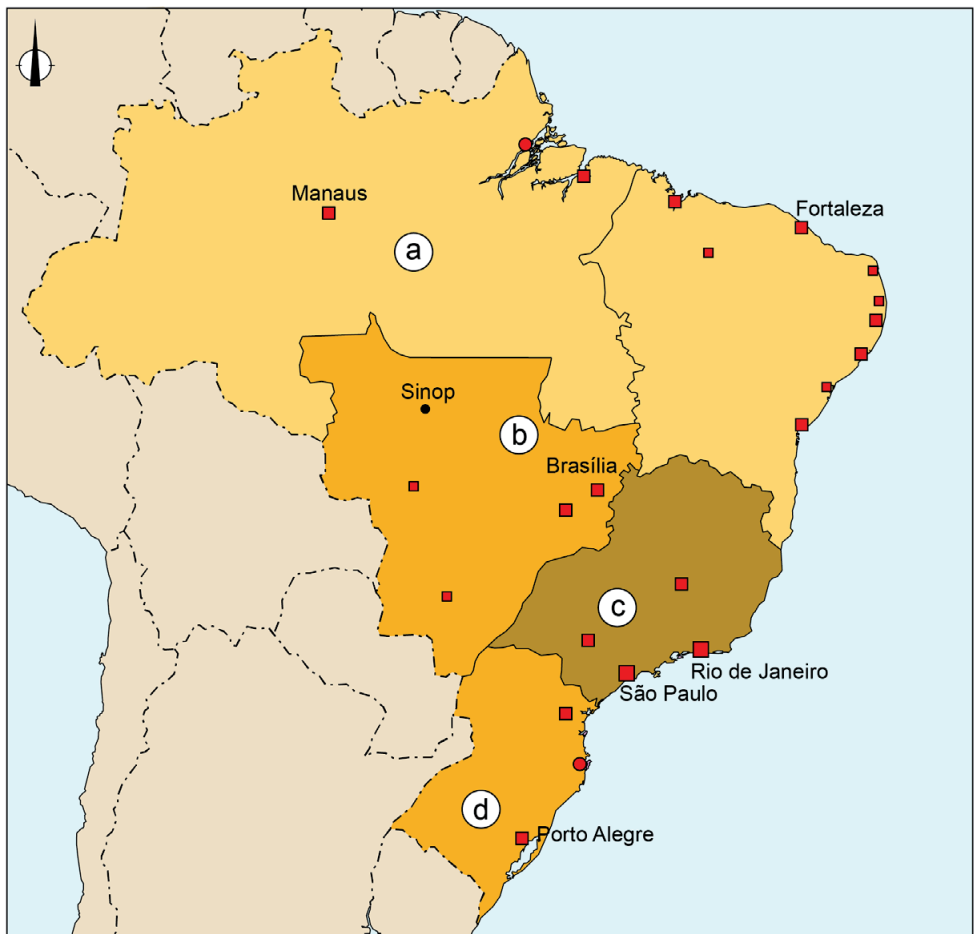 Manaus
Fortaleza
a
Sinop
b
Brasília
c
Rio de Janeiro
São Paulo
d
Porto Alegre